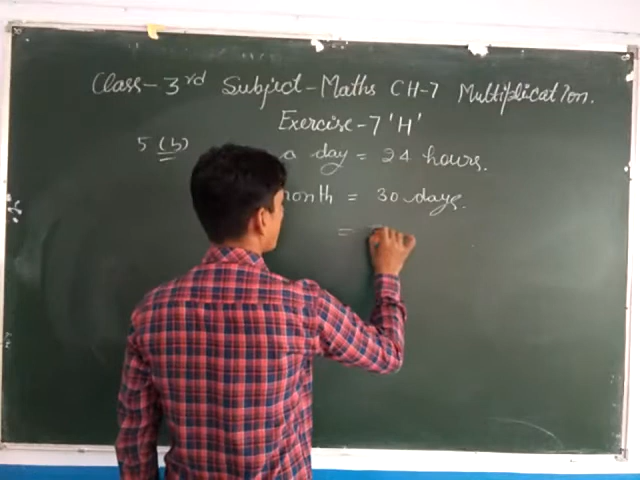 Class - 3rd Subject - Maths CH-7 Multiplication.
Exercise - 7 'H'
5 (b) a day = 24 hours.
month = 30 days.
=